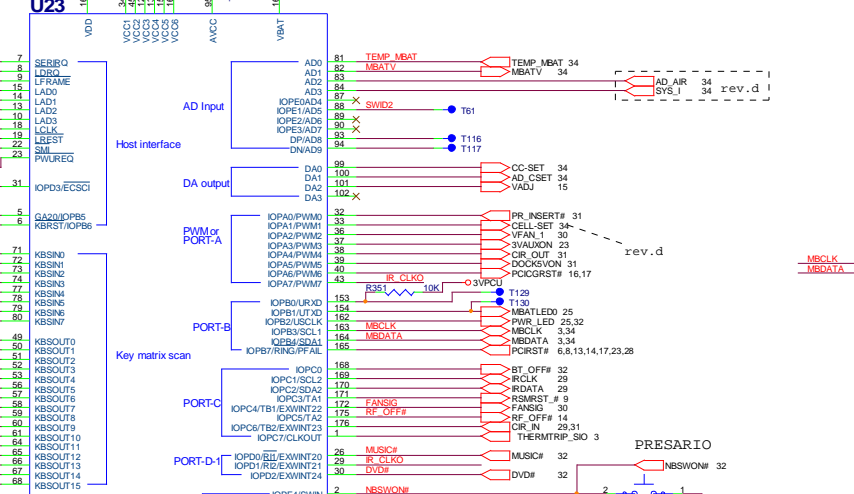 U23
VDD
VCC1
VCC2
VCC3
VCC4
VCC5
VCC6
AVCC
VBAT
7 SERIRQ
8 LDRQ
9 LFRAME
15 LAD0
14 LAD1
13 LAD2
10 LAD3
18 LCLK
19 LREST
22 SMI
23 PWUREQ
31 IOPD3/ECSCI
5 GA20/IOPB5
6 KBRST/IOPB6
Host interface
71 KBSIN0
72 KBSIN1
73 KBSIN2
74 KBSIN3
77 KBSIN4
78 KBSIN5
79 KBSIN6
80 KBSIN7
49 KBSOUT0
50 KBSOUT1
51 KBSOUT2
52 KBSOUT3
53 KBSOUT4
56 KBSOUT5
57 KBSOUT6
58 KBSOUT7
59 KBSOUT8
60 KBSOUT9
61 KBSOUT10
64 KBSOUT11
65 KBSOUT12
66 KBSOUT13
67 KBSOUT14
68 KBSOUT15
Key matrix scan
AD Input
AD0 81 TEMP_MBAT TEMP_MBAT 34
AD1 82 MBATV MBATV 34
AD2 83 AD_AIR 34
AD3 84 SYS_I 34
rev.d
IOPE0AD4 87
IOPE1/AD5 88 SWID2 T61
IOPE2/AD6 89
IOPE3/AD7 90
DP/AD8 93 T116
DN/AD9 94 T117
DA output
DA0 99 CC-SET 34
DA1 100 AD_CSET 34
DA2 101 VADJ 15
DA3 102
PWM or
PORT-A
IOPA0/PWM0 32 PR_INSERT# 31
IOPA1/PWM1 33 CELL-SET 34
IOPA2/PWM2 36 VFAN_1 30
IOPA3/PWM3 37 3VAUXON 23
IOPA4/PWM4 38 CIR_OUT 31
IOPA5/PWM5 39 DOCK5VON 31
IOPA6/PWM6 40 PCICGRST# 16,17
IOPA7/PWM7 43 IR_CLKO
rev.d
R351 10K 3VPCU
PORT-B
IOPB0/URXD 153 T129
IOPB1/UTXD 154 T130
MBATLED0 25
IOPB2/USCLK 162 PWR_LED 25,32
IOPB3/SCL1 163 MBCLK MBCLK 3,34
IOPB4/SDA1 164 MBDATA MBDATA 3,34
IOPB7/RING/PFAIL 165 PCIRST# 6,8,13,14,17,23,28
MBCLK
MBDATA
PORT-C
IOPC0 168 BT_OFF# 32
IOPC1/SCL2 169 IRCLK 29
IOPC2/SDA2 170 IRDATA 29
IOPC3/TA1 171 RSMRST_# 9
IOPC4/TB1/EXWINT22 172 FANSIG FANSIG 30
IOPC5/TA2 175 RF_OFF# RF_OFF# 14
IOPC6/TB2/EXWINT23 176 CIR_IN 29,31
IOPC7/CLKOUT 1 THERMTRIP_SIO 3
PORT-D-1
IOPD0/RI1/EXWINT20 26 MUSIC# MUSIC# 32
IOPD1/RI2/EXWINT21 29 IR_CLKO
IOPD2/EXWINT24 30 DVD# DVD# 32
PRESARIO
NBSWON# 32
2 NBSWON#
2 1